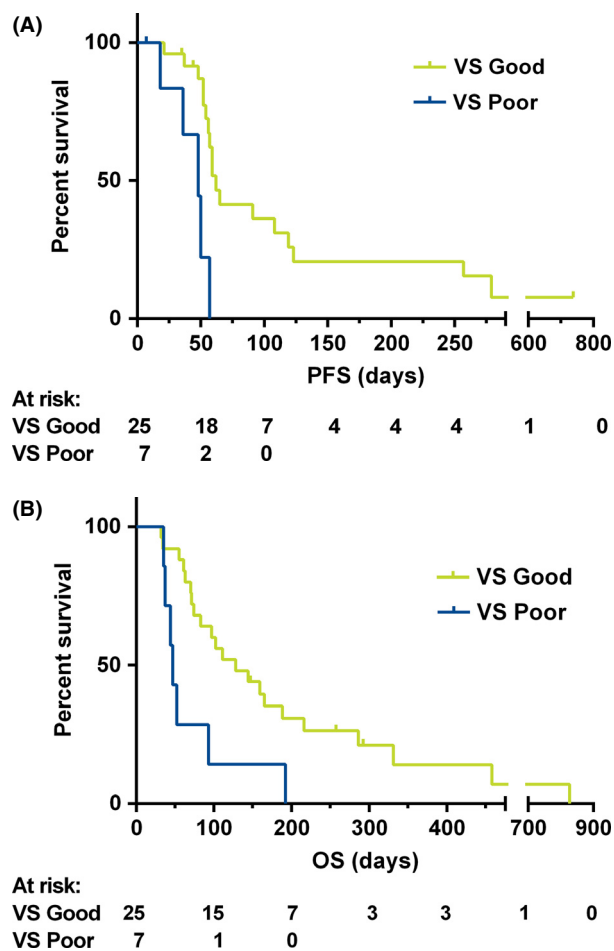 (A)
100
50
0
Percent survival
VS Good
VS Poor
0 50 100 150 200 250 600 800
PFS (days)
At risk:
VS Good 25 18 7 4 4 4 1 0
VS Poor 7 2 0
(B)
100
50
0
Percent survival
VS Good
VS Poor
0 100 200 300 400 700 900
OS (days)
At risk:
VS Good 25 15 7 3 3 1 0
VS Poor 7 1 0